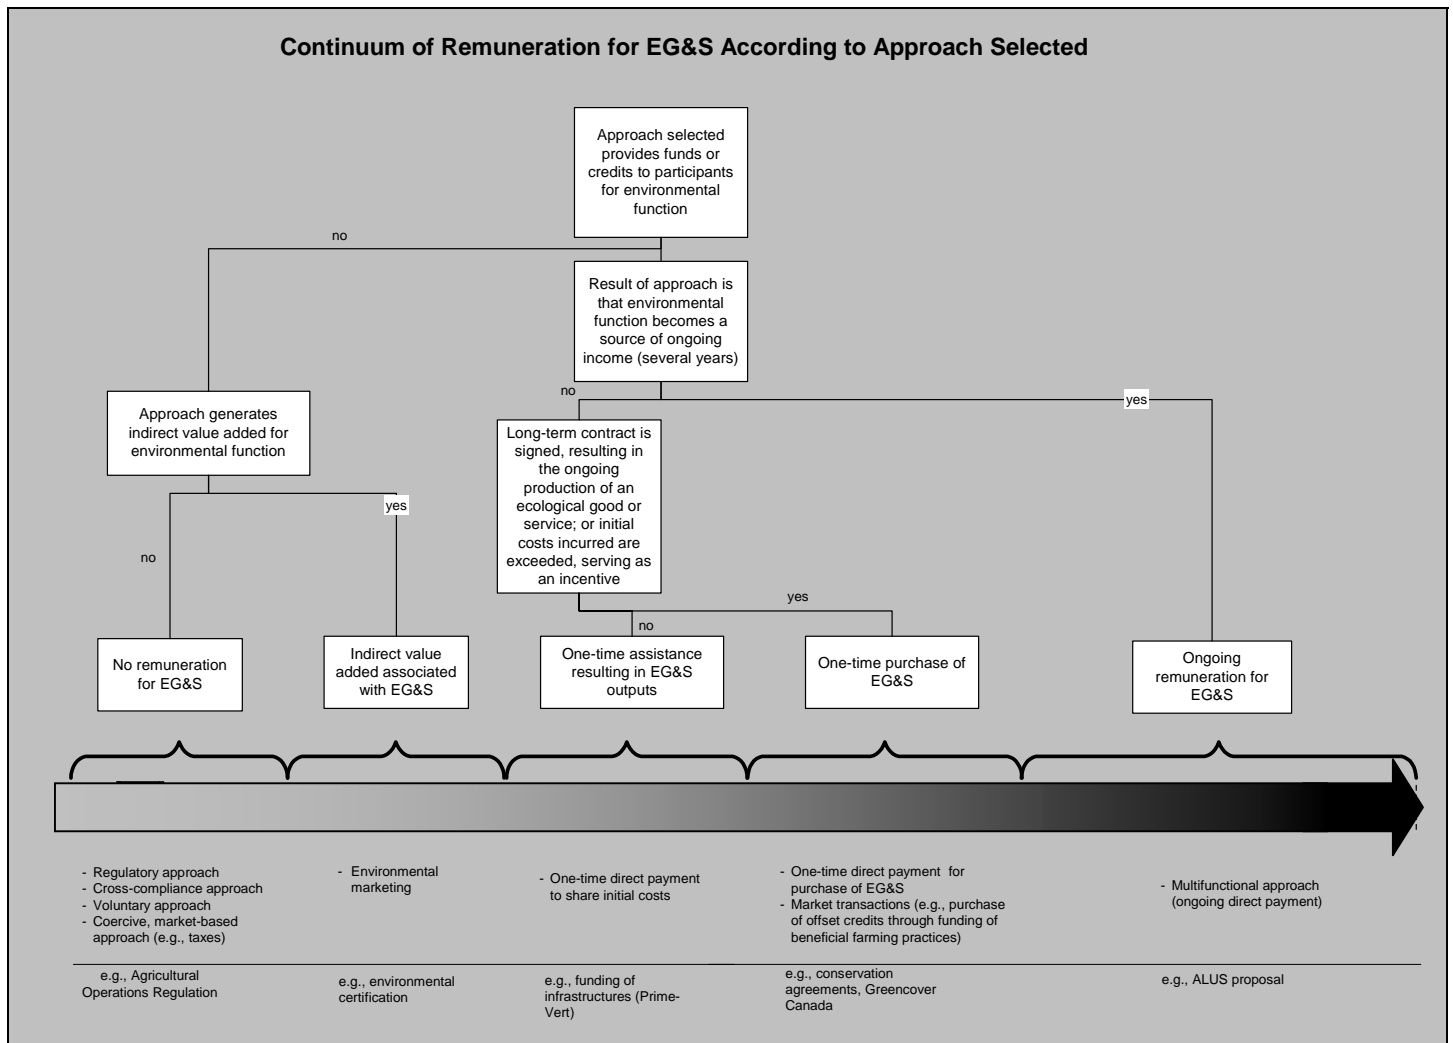 Continuum of Remuneration for EG&S According to Approach Selected
Approach selected
provides funds or
credits to participants
for environmental
function
no
Result of approach is
that environmental
function becomes a
source of ongoing
income (several years)
no
yes
Approach generates
indirect value added for
environmental function
Long-term contract is
signed, resulting in
the ongoing
production of an
ecological good or
service; or initial
costs incurred are
exceeded, serving as
an incentive
yes
no
yes
no
No remuneration
for EG&S
Indirect value
added associated
with EG&S
One-time assistance
resulting in EG&S
outputs
One-time purchase of
EG&S
Ongoing
remuneration for
EG&S
- Regulatory approach
- Cross-compliance approach
- Voluntary approach
- Coercive, market-based
approach (e.g., taxes)
- Environmental
marketing
- One-time direct payment
to share initial costs
- One-time direct payment for
purchase of EG&S
- Market transactions (e.g., purchase
of offset credits through funding of
beneficial farming practices)
- Multifunctional approach
(ongoing direct payment)
e.g., Agricultural
Operations Regulation
e.g., environmental
certification
e.g., funding of
infrastructures (Prime-
Vert)
e.g., conservation
agreements, Greencover
Canada
e.g., ALUS proposal